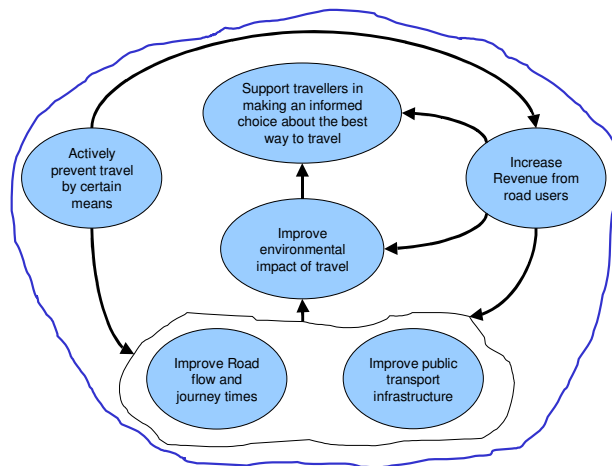 Support travellers in
making an informed
choice about the best
way to travel
Actively
prevent travel
by certain
means
Increase
Revenue from
road users
Improve
environmental
impact of travel
Improve Road
flow and
journey times
Improve public
transport
infrastructure